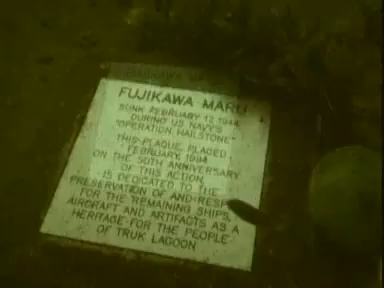 FUJIKAWA MARU
SUNK FEBRUARY 17, 1944
DURING US NAVY'S
"OPERATION HAILSTONE"
THIS PLAQUE PLACED
FEBRUARY, 1994
ON THE 50TH ANNIVERSARY
OF THIS ACTION,
IS DEDICATED TO THE
PRESERVATION OF AND RESP
FOR THE REMAINING SHIPS,
AIRCRAFT AND ARTIFACTS AS A
HERITAGE FOR THE PEOPLE
OF TRUK LAGOON